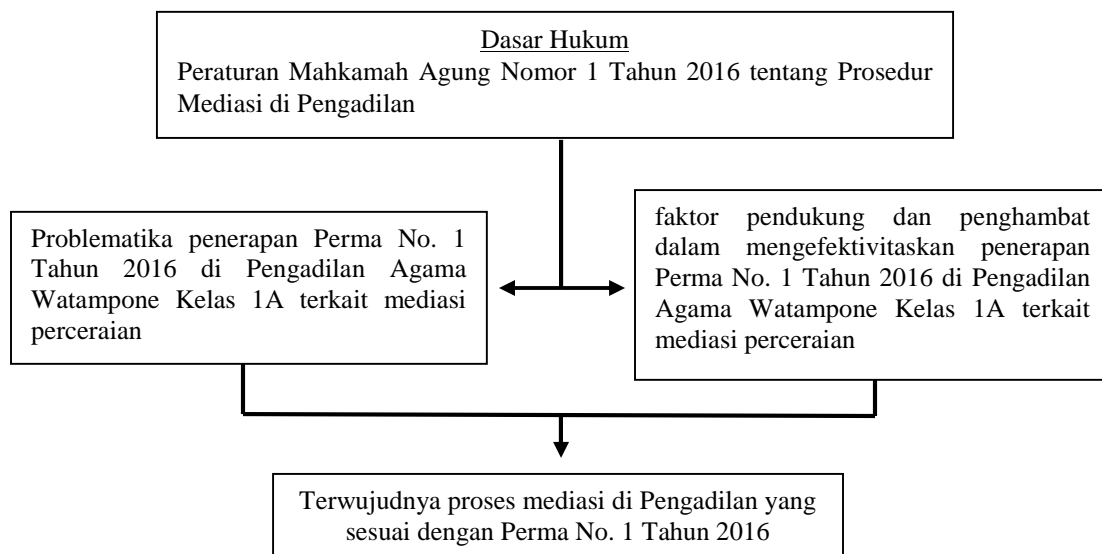 Dasar Hukum
Peraturan Mahkamah Agung Nomor 1 Tahun 2016 tentang Prosedur
Mediasi di Pengadilan
Problematika penerapan Perma No. 1
Tahun 2016 di Pengadilan Agama
Watampone Kelas 1A terkait mediasi
perceraian
faktor pendukung dan penghambat
dalam mengefektivitaskan penerapan
Perma No. 1 Tahun 2016 di Pengadilan
Agama Watampone Kelas 1A terkait
mediasi perceraian
Terwujudnya proses mediasi di Pengadilan yang
sesuai dengan Perma No. 1 Tahun 2016